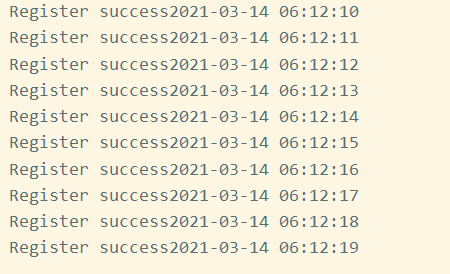 Register success2021-03-14 06:12:10
Register success2021-03-14 06:12:11
Register success2021-03-14 06:12:12
Register success2021-03-14 06:12:13
Register success2021-03-14 06:12:14
Register success2021-03-14 06:12:15
Register success2021-03-14 06:12:16
Register success2021-03-14 06:12:17
Register success2021-03-14 06:12:18
Register success2021-03-14 06:12:19